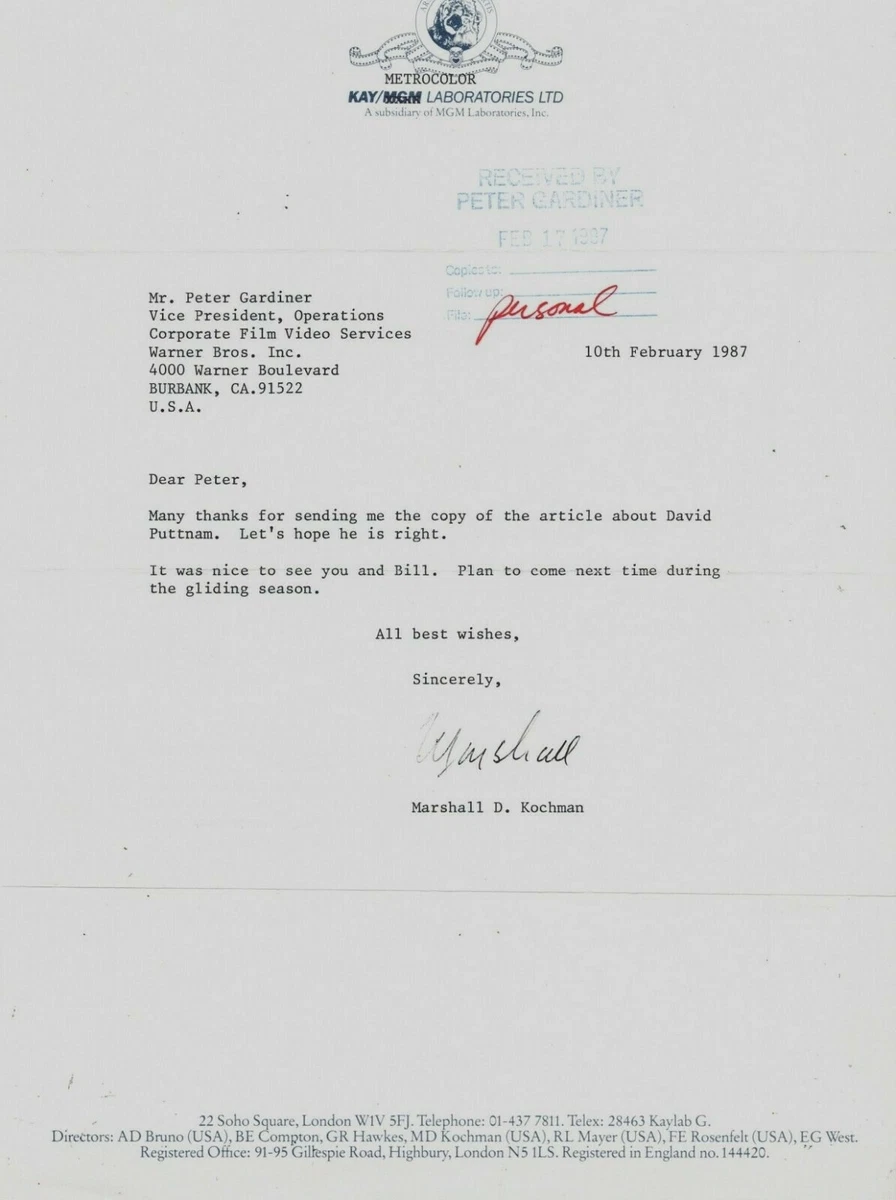 METROCOLOR
KAY/MGM LABORATORIES LTD
A subsidiary of MGM Laboratories, Inc.
RECEIVED BY
PETER GARDINER
FEB 17 1987
Copies to:
Follow up:
File: personal
Mr. Peter Gardiner
Vice President, Operations
Corporate Film Video Services
Warner Bros. Inc.
10th February 1987
4000 Warner Boulevard
BURBANK, CA.91522
U.S.A.
Dear Peter,
Many thanks for sending me the copy of the article about David
Puttnam. Let's hope he is right.
It was nice to see you and Bill. Plan to come next time during
the gliding season.
All best wishes,
Sincerely,
Marshall
Marshall D. Kochman
22 Soho Square, London W1V 5FJ. Telephone: 01-437 7811. Telex: 28463 Kaylab G.
Directors: AD Bruno (USA), BE Compton, GR Hawkes, MD Kochman (USA), RL Mayer (USA), FE Rosenfelt (USA), EG West.
Registered Office: 91-95 Gillespie Road, Highbury, London N5 1LS. Registered in England no. 144420.